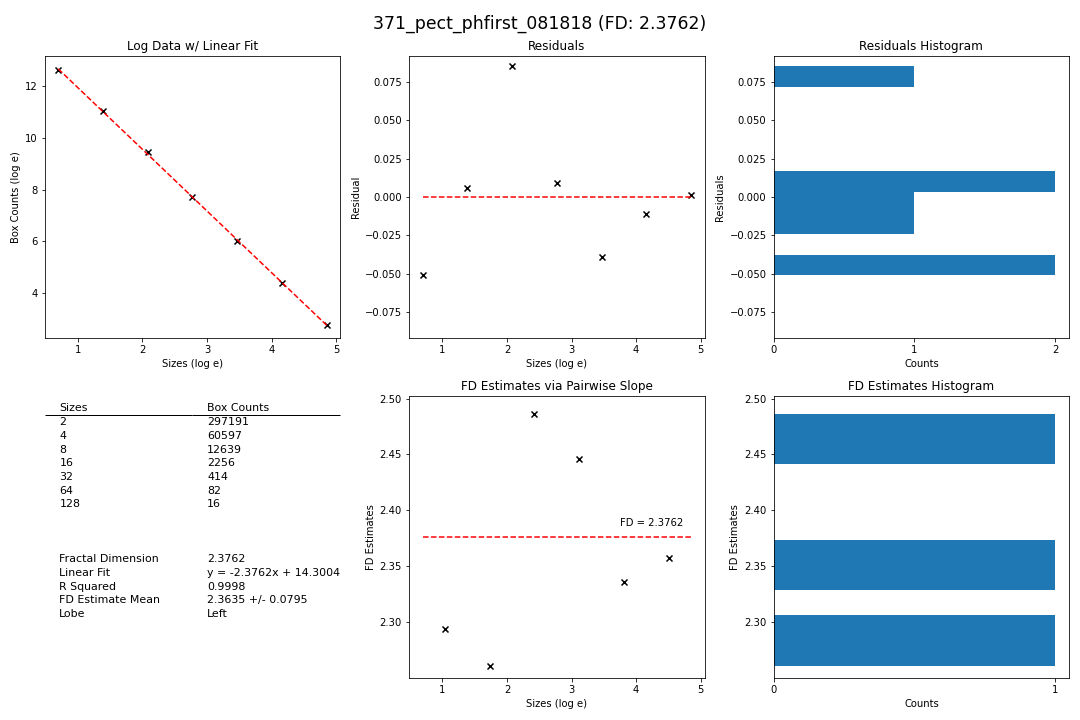 371_pect_phfirst_081818 (FD: 2.3762)
Log Data w/ Linear Fit
Box Counts (log e)
12
10
8
6
4
1
2
3
4
5
Sizes (log e)
Residuals
Residual
0.075
0.050
0.025
0.000
−0.025
−0.050
−0.075
1
2
3
4
5
Sizes (log e)
Residuals Histogram
Residuals
0.075
0.050
0.025
0.000
−0.025
−0.050
−0.075
0
1
2
Counts
Sizes Box Counts
2 297191
4 60597
8 12639
16 2256
32 414
64 82
128 16
Fractal Dimension 2.3762
Linear Fit y = -2.3762x + 14.3004
R Squared 0.9998
FD Estimate Mean 2.3635 +/- 0.0795
Lobe Left
FD Estimates via Pairwise Slope
FD Estimates
2.50
2.45
2.40
2.35
2.30
FD = 2.3762
1
2
3
4
5
Sizes (log e)
FD Estimates Histogram
FD Estimates
2.50
2.45
2.40
2.35
2.30
0
1
Counts